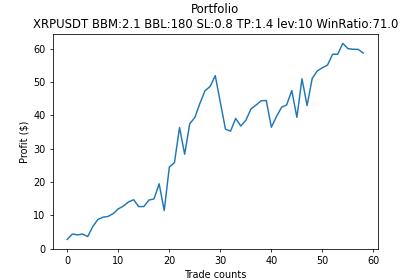 Portfolio
XRPUSDT BBM:2.1 BBL:180 SL:0.8 TP:1.4 lev:10 WinRatio:71.0
60
50
40
30
20
10
0
Profit ($)
0 10 20 30 40 50 60
Trade counts